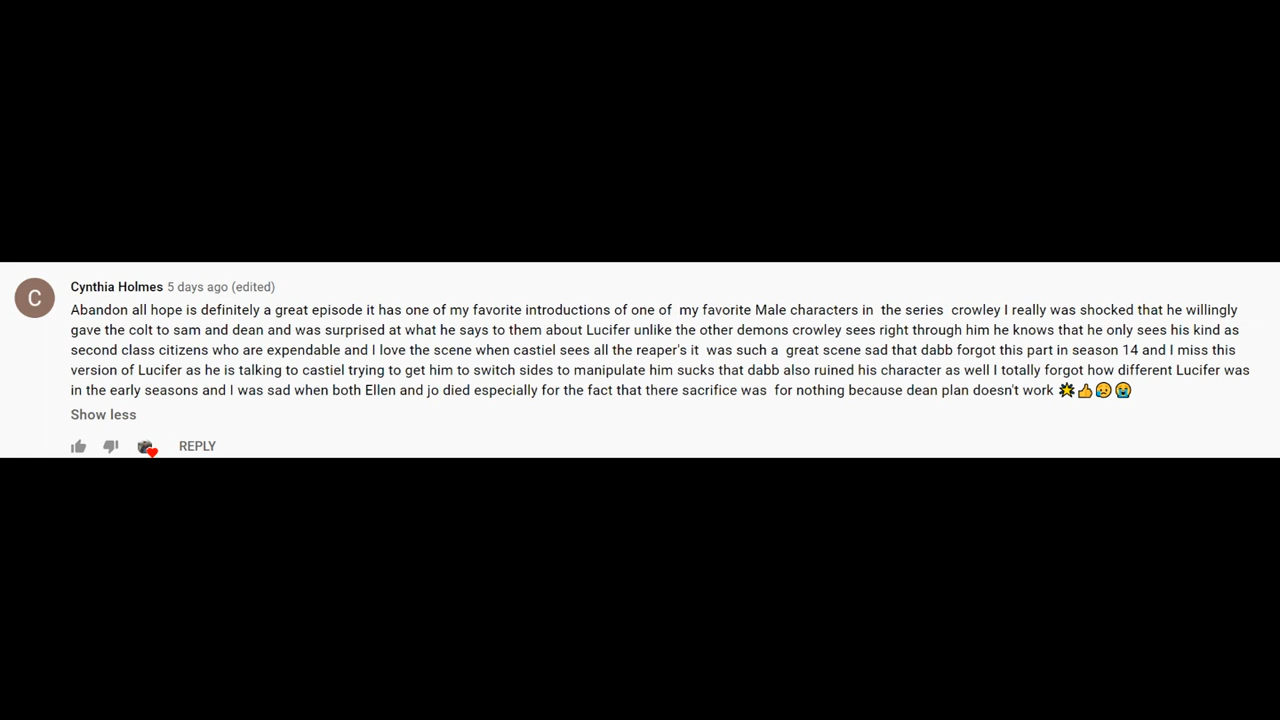 C
Cynthia Holmes 5 days ago (edited)
Abandon all hope is definitely a great episode it has one of my favorite introductions of one of  my favorite Male characters in  the series  crowley I really was shocked that he willingly
gave the colt to sam and dean and was surprised at what he says to them about Lucifer unlike the other demons crowley sees right through him he knows that he only sees his kind as
second class citizens who are expendable and I love the scene when castiel sees all the reaper's it  was such a  great scene sad that dabb forgot this part in season 14 and I miss this
version of Lucifer as he is talking to castiel trying to get him to switch sides to manipulate him sucks that dabb also ruined his character as well I totally forgot how different Lucifer was
in the early seasons and I was sad when both Ellen and jo died especially for the fact that there sacrifice was  for nothing because dean plan doesn't work 🌟👍😥😭
Show less
REPLY